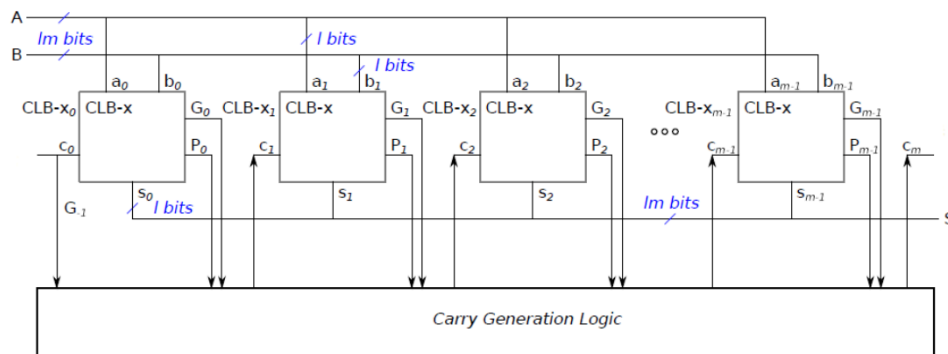 A
lm bits
l bits
B
l bits
a0 b0 a1 b1 a2 b2 am-1 bm-1
CLB-x0 CLB-x G0 CLB-x1 CLB-x G1 CLB-x2 CLB-x G2 CLB-xm-1 CLB-x Gm-1
c0 P0 c1 P1 c2 P2 cm-1 Pm-1 cm
s0 s1 s2 sm-1
G-1 l bits lm bits S
Carry Generation Logic